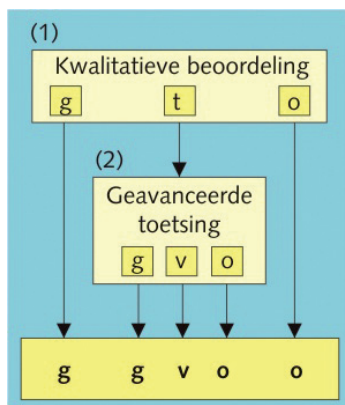 (1)
Kwalitatieve beoordeling
g t o
(2)
Geavanceerde
toetsing
g v o
g g v o o